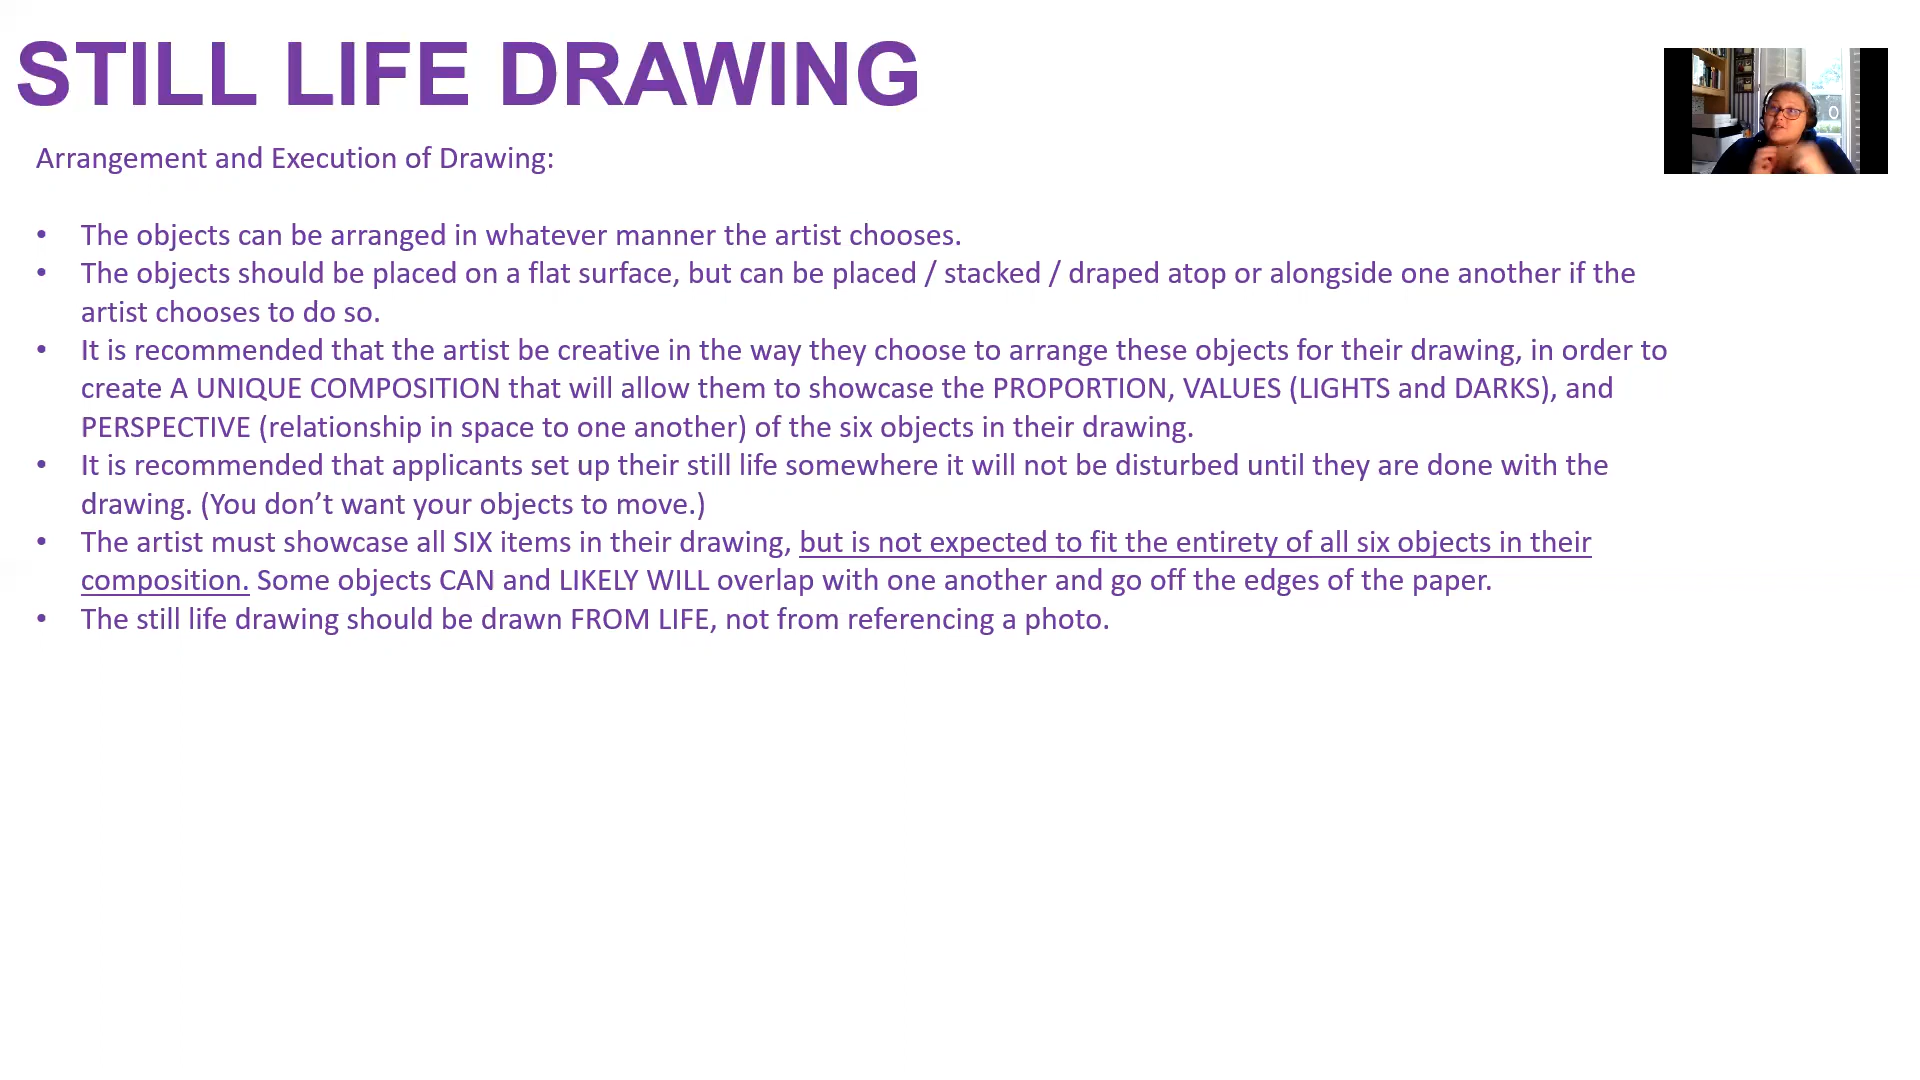 STILL LIFE DRAWING
Arrangement and Execution of Drawing:
• The objects can be arranged in whatever manner the artist chooses.
• The objects should be placed on a flat surface, but can be placed / stacked / draped atop or alongside one another if the
artist chooses to do so.
• It is recommended that the artist be creative in the way they choose to arrange these objects for their drawing, in order to
create A UNIQUE COMPOSITION that will allow them to showcase the PROPORTION, VALUES (LIGHTS and DARKS), and
PERSPECTIVE (relationship in space to one another) of the six objects in their drawing.
• It is recommended that applicants set up their still life somewhere it will not be disturbed until they are done with the
drawing. (You don’t want your objects to move.)
• The artist must showcase all SIX items in their drawing, but is not expected to fit the entirety of all six objects in their
composition. Some objects CAN and LIKELY WILL overlap with one another and go off the edges of the paper.
• The still life drawing should be drawn FROM LIFE, not from referencing a photo.